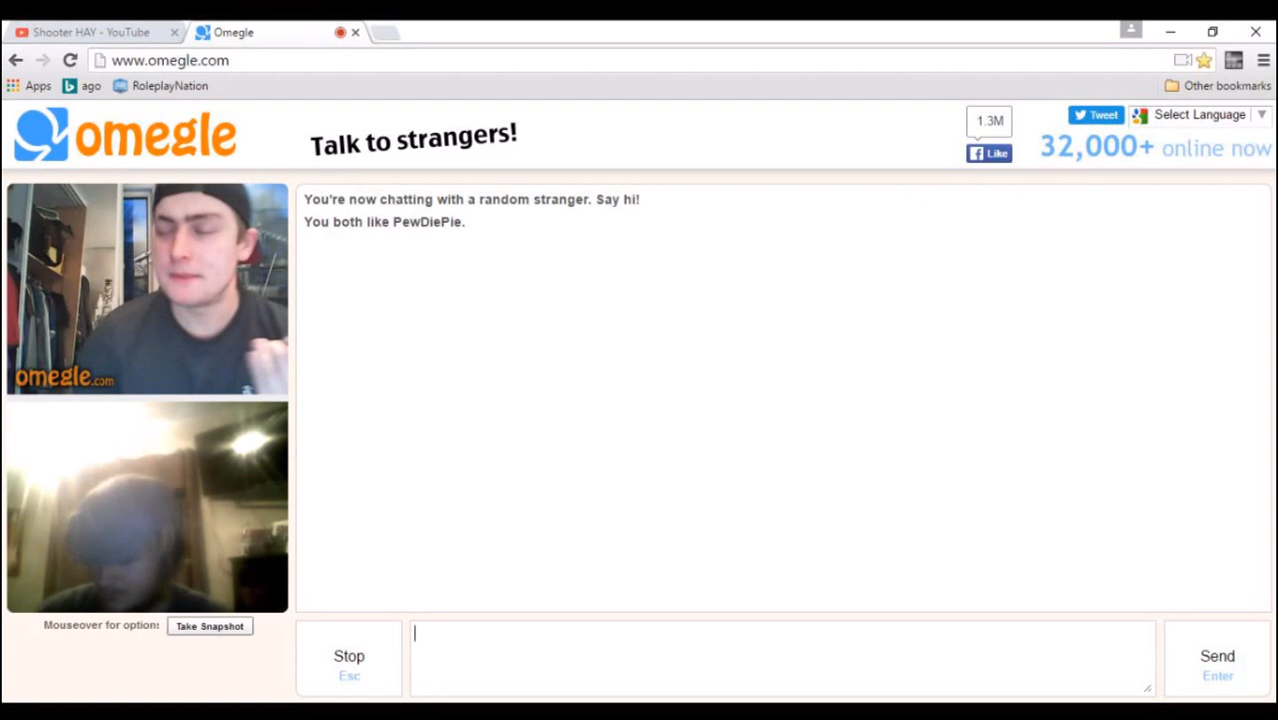 Shooter HAY - YouTube
Omegle
www.omegle.com
Apps
ago
RoleplayNation
Other bookmarks
omegle
Talk to strangers!
1.3M
Like
Tweet
Select Language
32,000+ online now
You're now chatting with a random stranger. Say hi!
You both like PewDiePie.
omegle.com
Mouseover for option:
Take Snapshot
Stop
Esc
Send
Enter